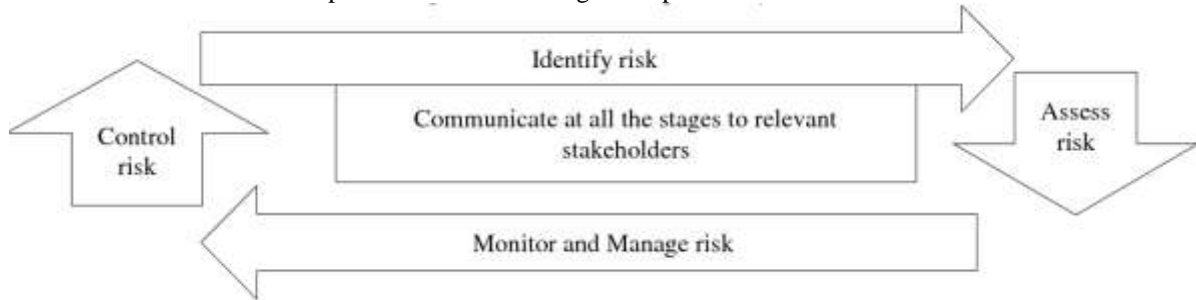 Identify risk
Communicate at all the stages to relevant
stakeholders
Control
risk
Assess
risk
Monitor and Manage risk